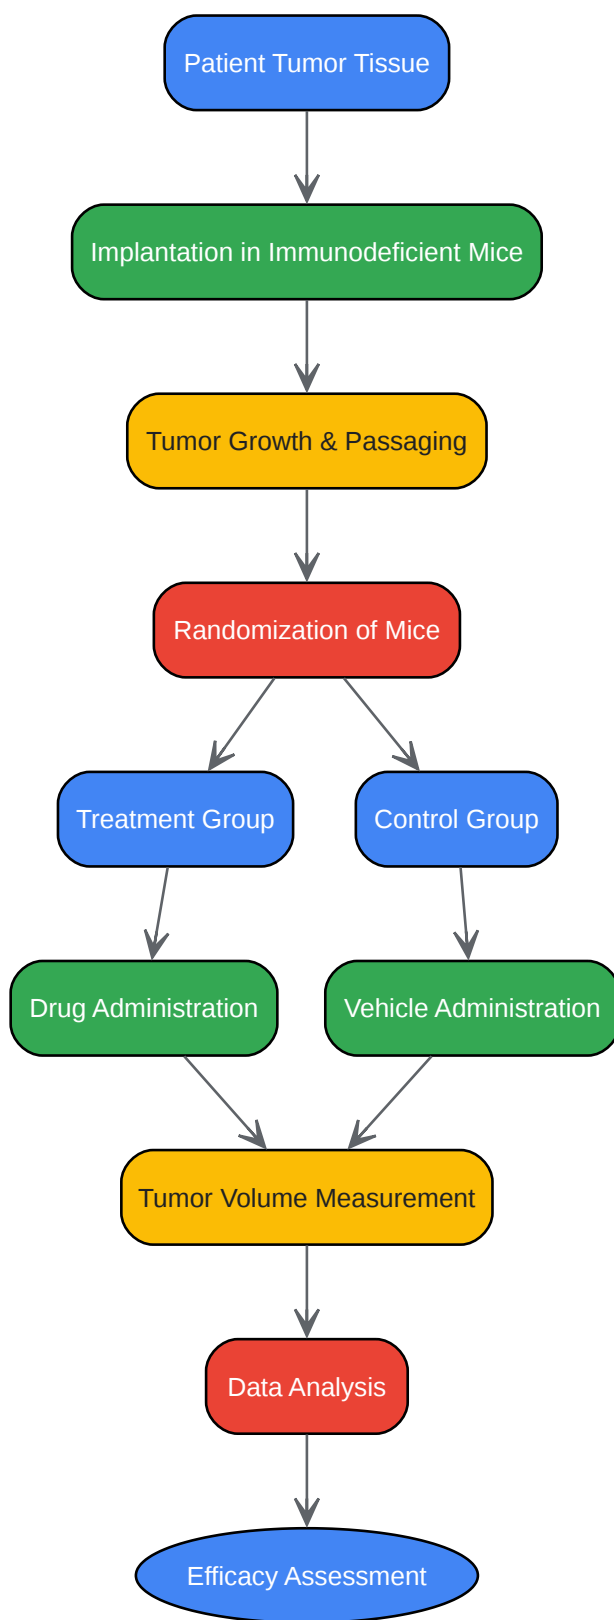 Patient Tumor Tissue
Implantation in Immunodeficient Mice
Tumor Growth & Passaging
Randomization of Mice
Treatment Group
Control Group
Drug Administration
Vehicle Administration
Tumor Volume Measurement
Data Analysis
Efficacy Assessment